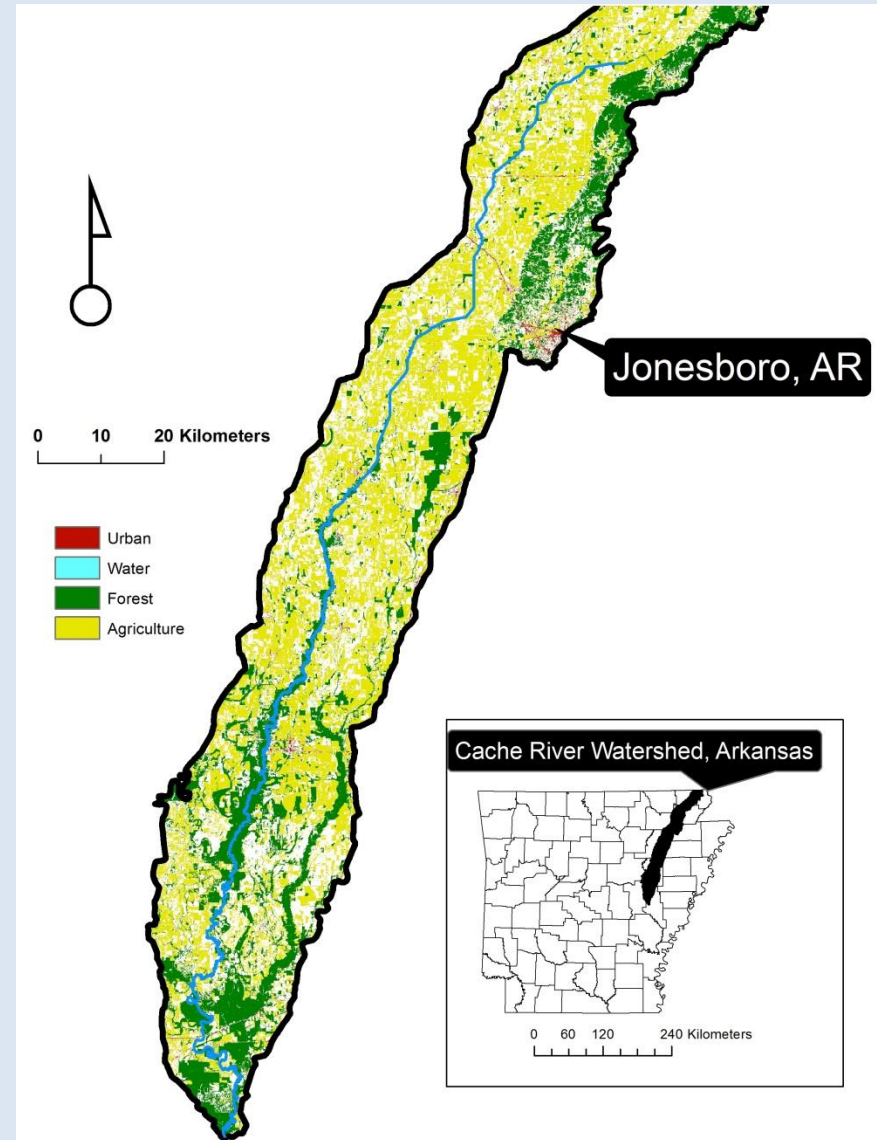 Jonesboro, AR
0 10 20 Kilometers
Urban
Water
Forest
Agriculture
Cache River Watershed, Arkansas
0 60 120 240 Kilometers